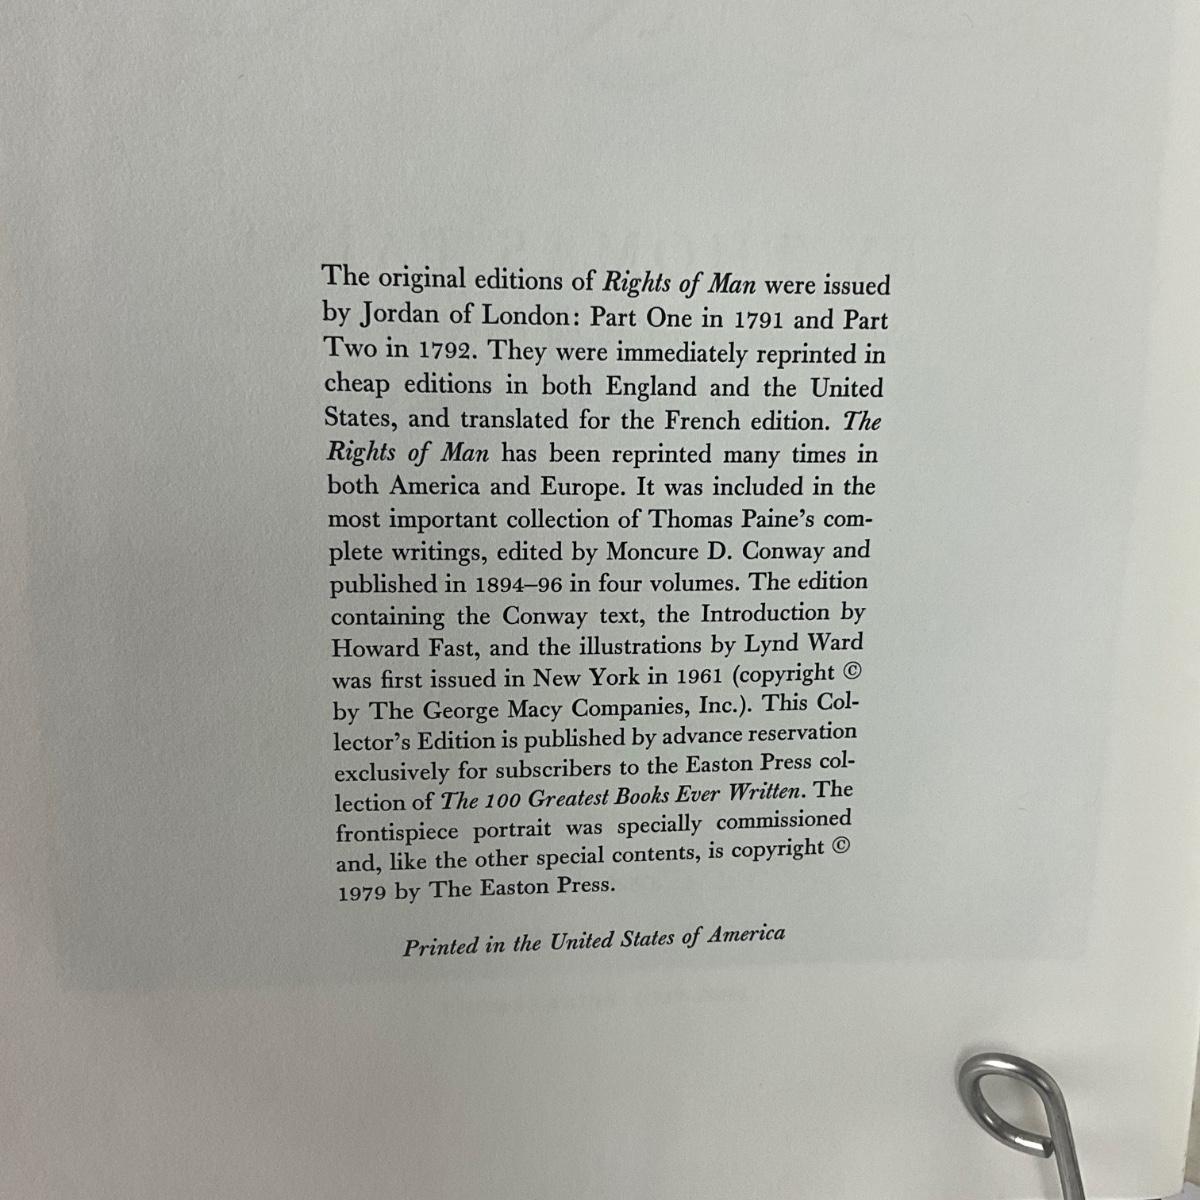 The original editions of Rights of Man were issued
by Jordan of London: Part One in 1791 and Part
Two in 1792. They were immediately reprinted in
cheap editions in both England and the United
States, and translated for the French edition. The
Rights of Man has been reprinted many times in
both America and Europe. It was included in the
most important collection of Thomas Paine's com-
plete writings, edited by Moncure D. Conway and
published in 1894–96 in four volumes. The edition
containing the Conway text, the Introduction by
Howard Fast, and the illustrations by Lynd Ward
was first issued in New York in 1961 (copyright ©
by The George Macy Companies, Inc.). This Col-
lector's Edition is published by advance reservation
exclusively for subscribers to the Easton Press col-
lection of The 100 Greatest Books Ever Written. The
frontispiece portrait was specially commissioned
and, like the other special contents, is copyright ©
1979 by The Easton Press.
Printed in the United States of America